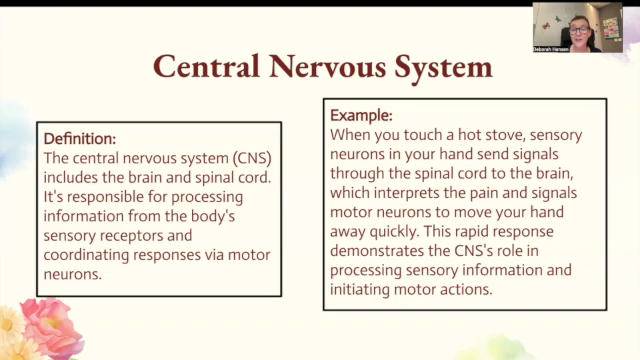 Deborah Hansen
Central Nervous System
Definition:
The central nervous system (CNS)
includes the brain and spinal cord.
It's responsible for processing
information from the body's
sensory receptors and
coordinating responses via motor
neurons.
Example:
When you touch a hot stove, sensory
neurons in your hand send signals
through the spinal cord to the brain,
which interprets the pain and signals
motor neurons to move your hand
away quickly. This rapid response
demonstrates the CNS's role in
processing sensory information and
initiating motor actions.